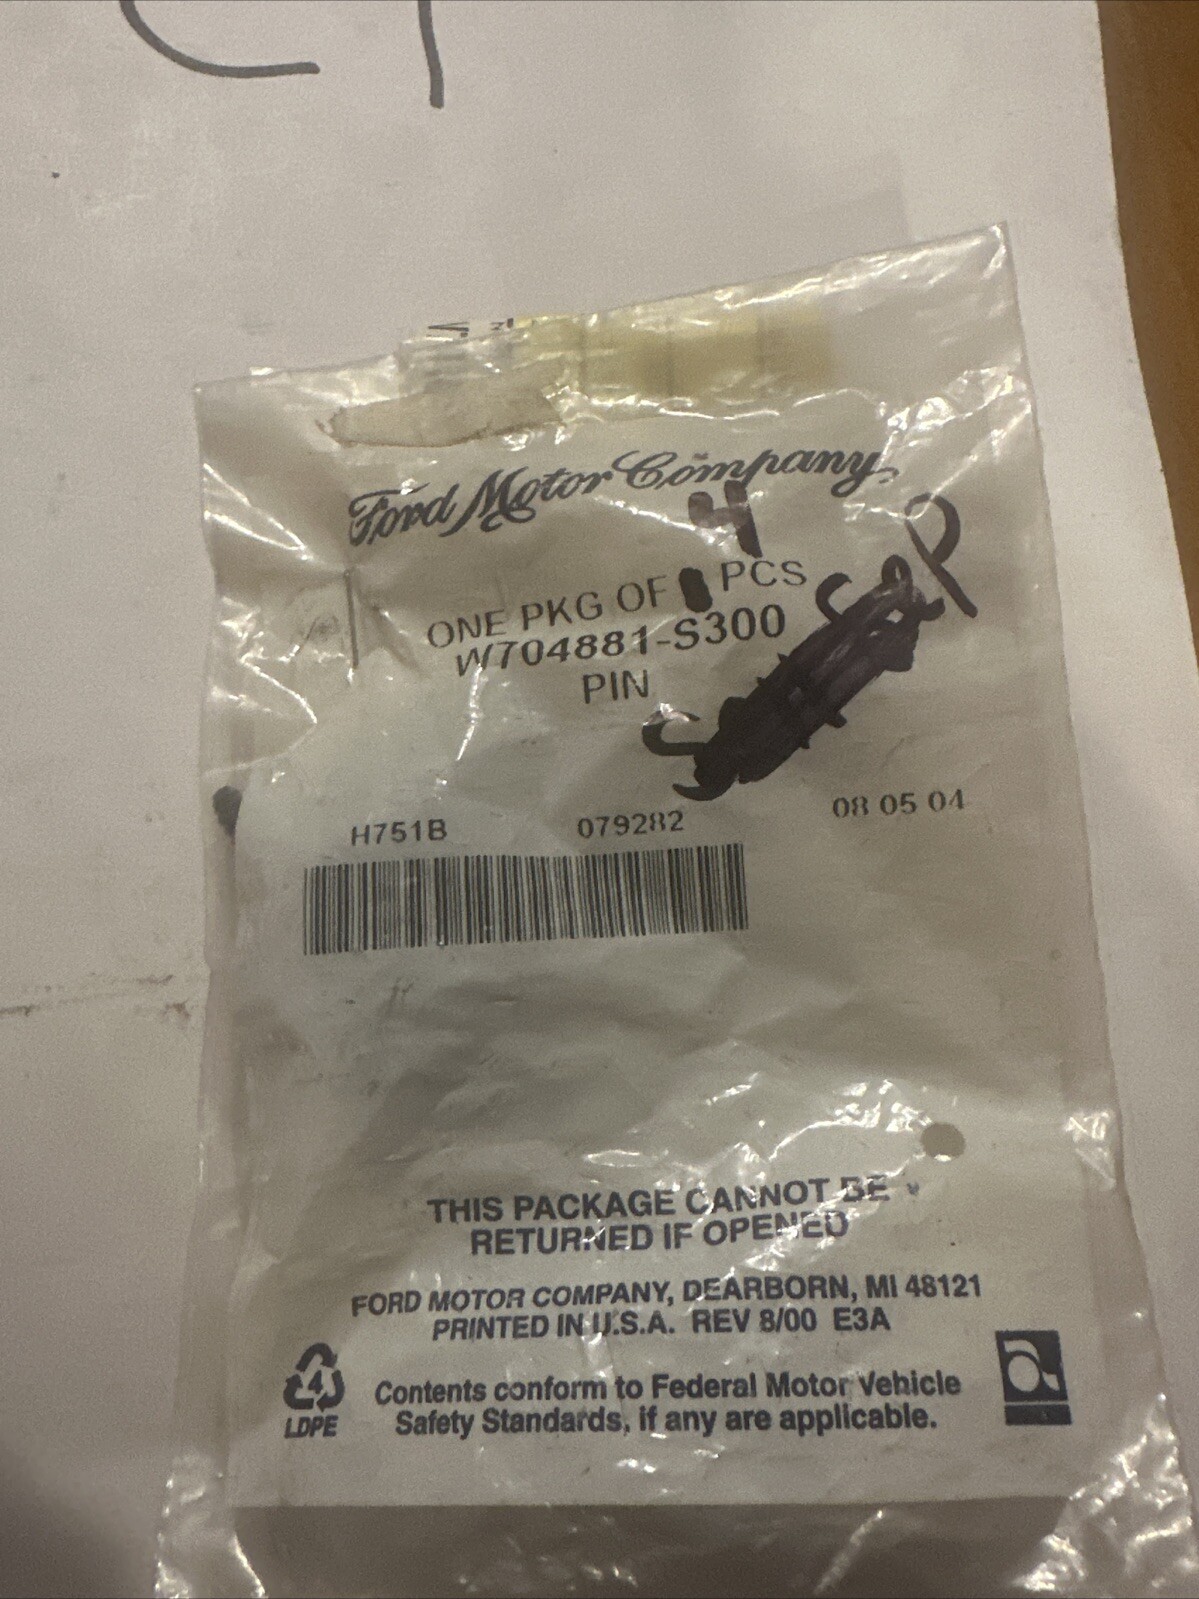 Ford Motor Company
4
ONE PKG OF PCS
W704881-S300
PIN
H751B 079282 08 05 04
THIS PACKAGE CANNOT BE
RETURNED IF OPENED
FORD MOTOR COMPANY, DEARBORN, MI 48121
PRINTED IN U.S.A. REV 8/00 E3A
4
LDPE
Contents conform to Federal Motor Vehicle
Safety Standards, if any are applicable.